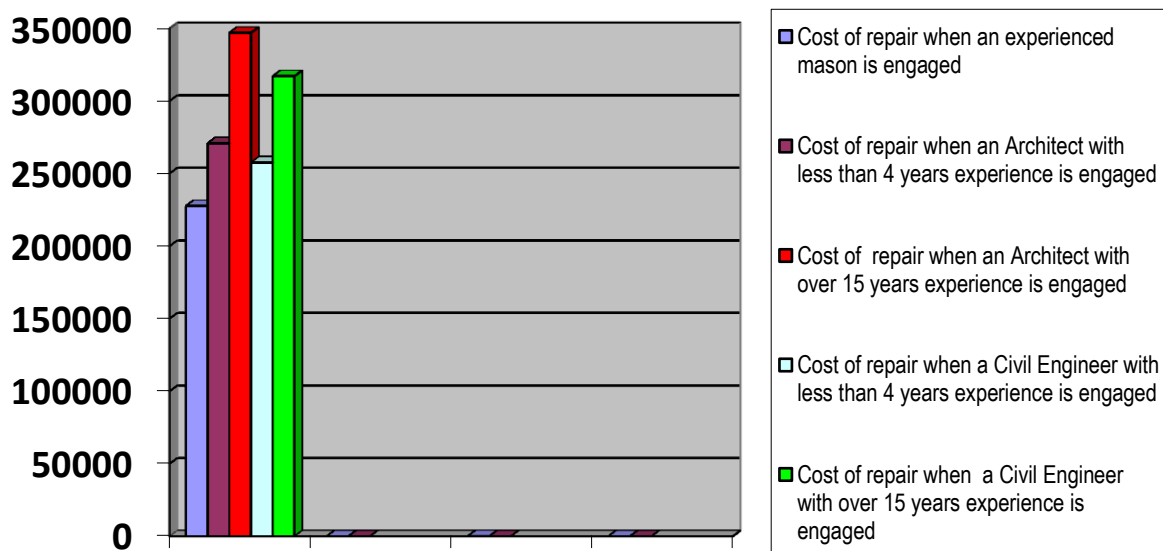 350000
300000
250000
200000
150000
100000
50000
0
Cost of repair when an experienced
mason is engaged
Cost of repair when an Architect with
less than 4 years experience is engaged
Cost of  repair when an Architect with
over 15 years experience is engaged
Cost of repair when a Civil Engineer with
less than 4 years experience is engaged
Cost of repair when  a Civil Engineer
with over 15 years experience is
engaged